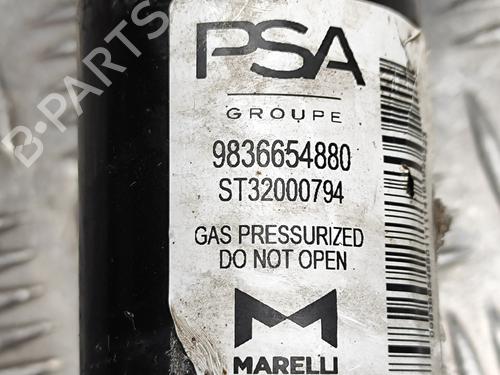 PSA
GROUPE
9836654880
ST32000794
GAS PRESSURIZED
DO NOT OPEN
MARELLI
B-PARTS